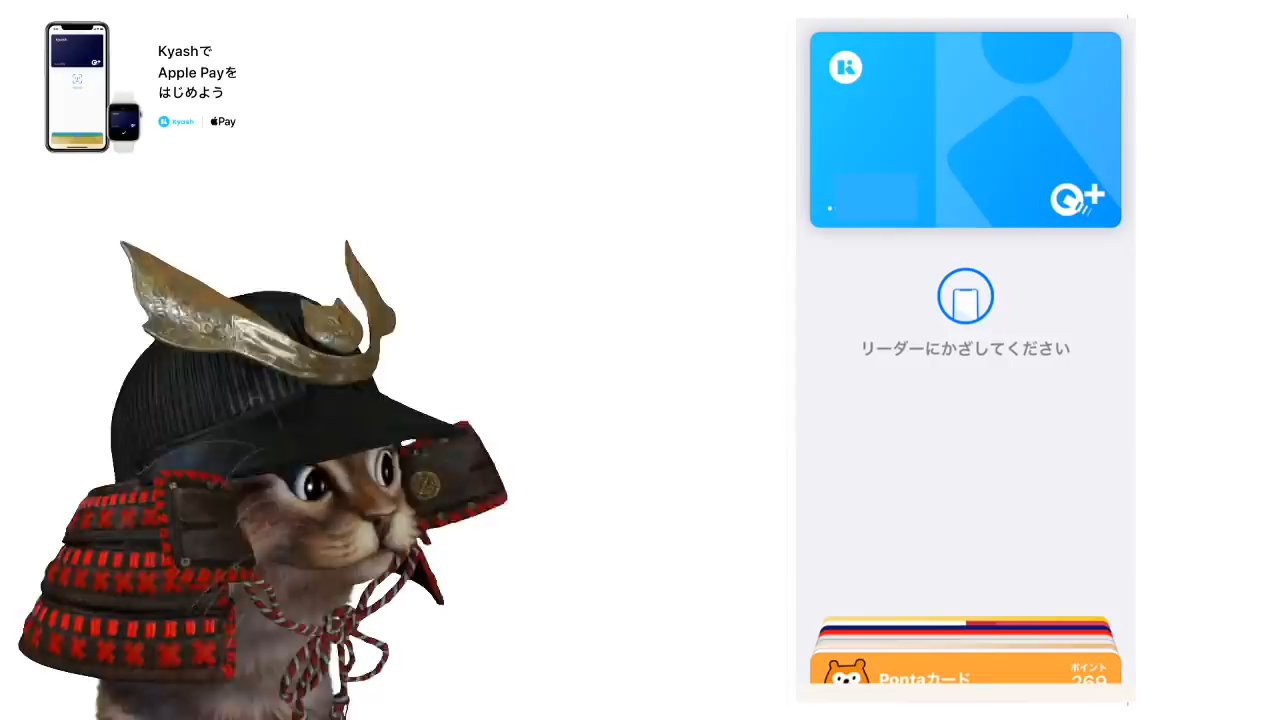 Kyashで
Apple Payを
はじめよう
Kyash
Pay
リーダーにかざしてください
Pontaカード
ポイント
269